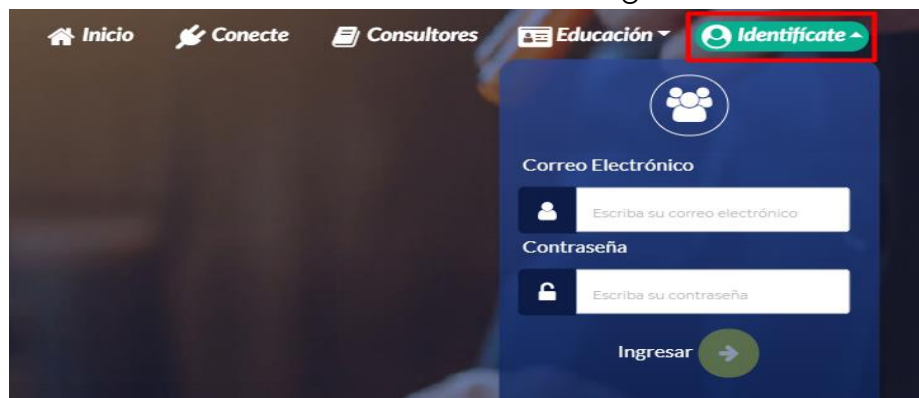 Inicio Conecte Consultores Educación Identifícate
Correo Electrónico
Escriba su correo electrónico
Contraseña
Escriba su contraseña
Ingresar